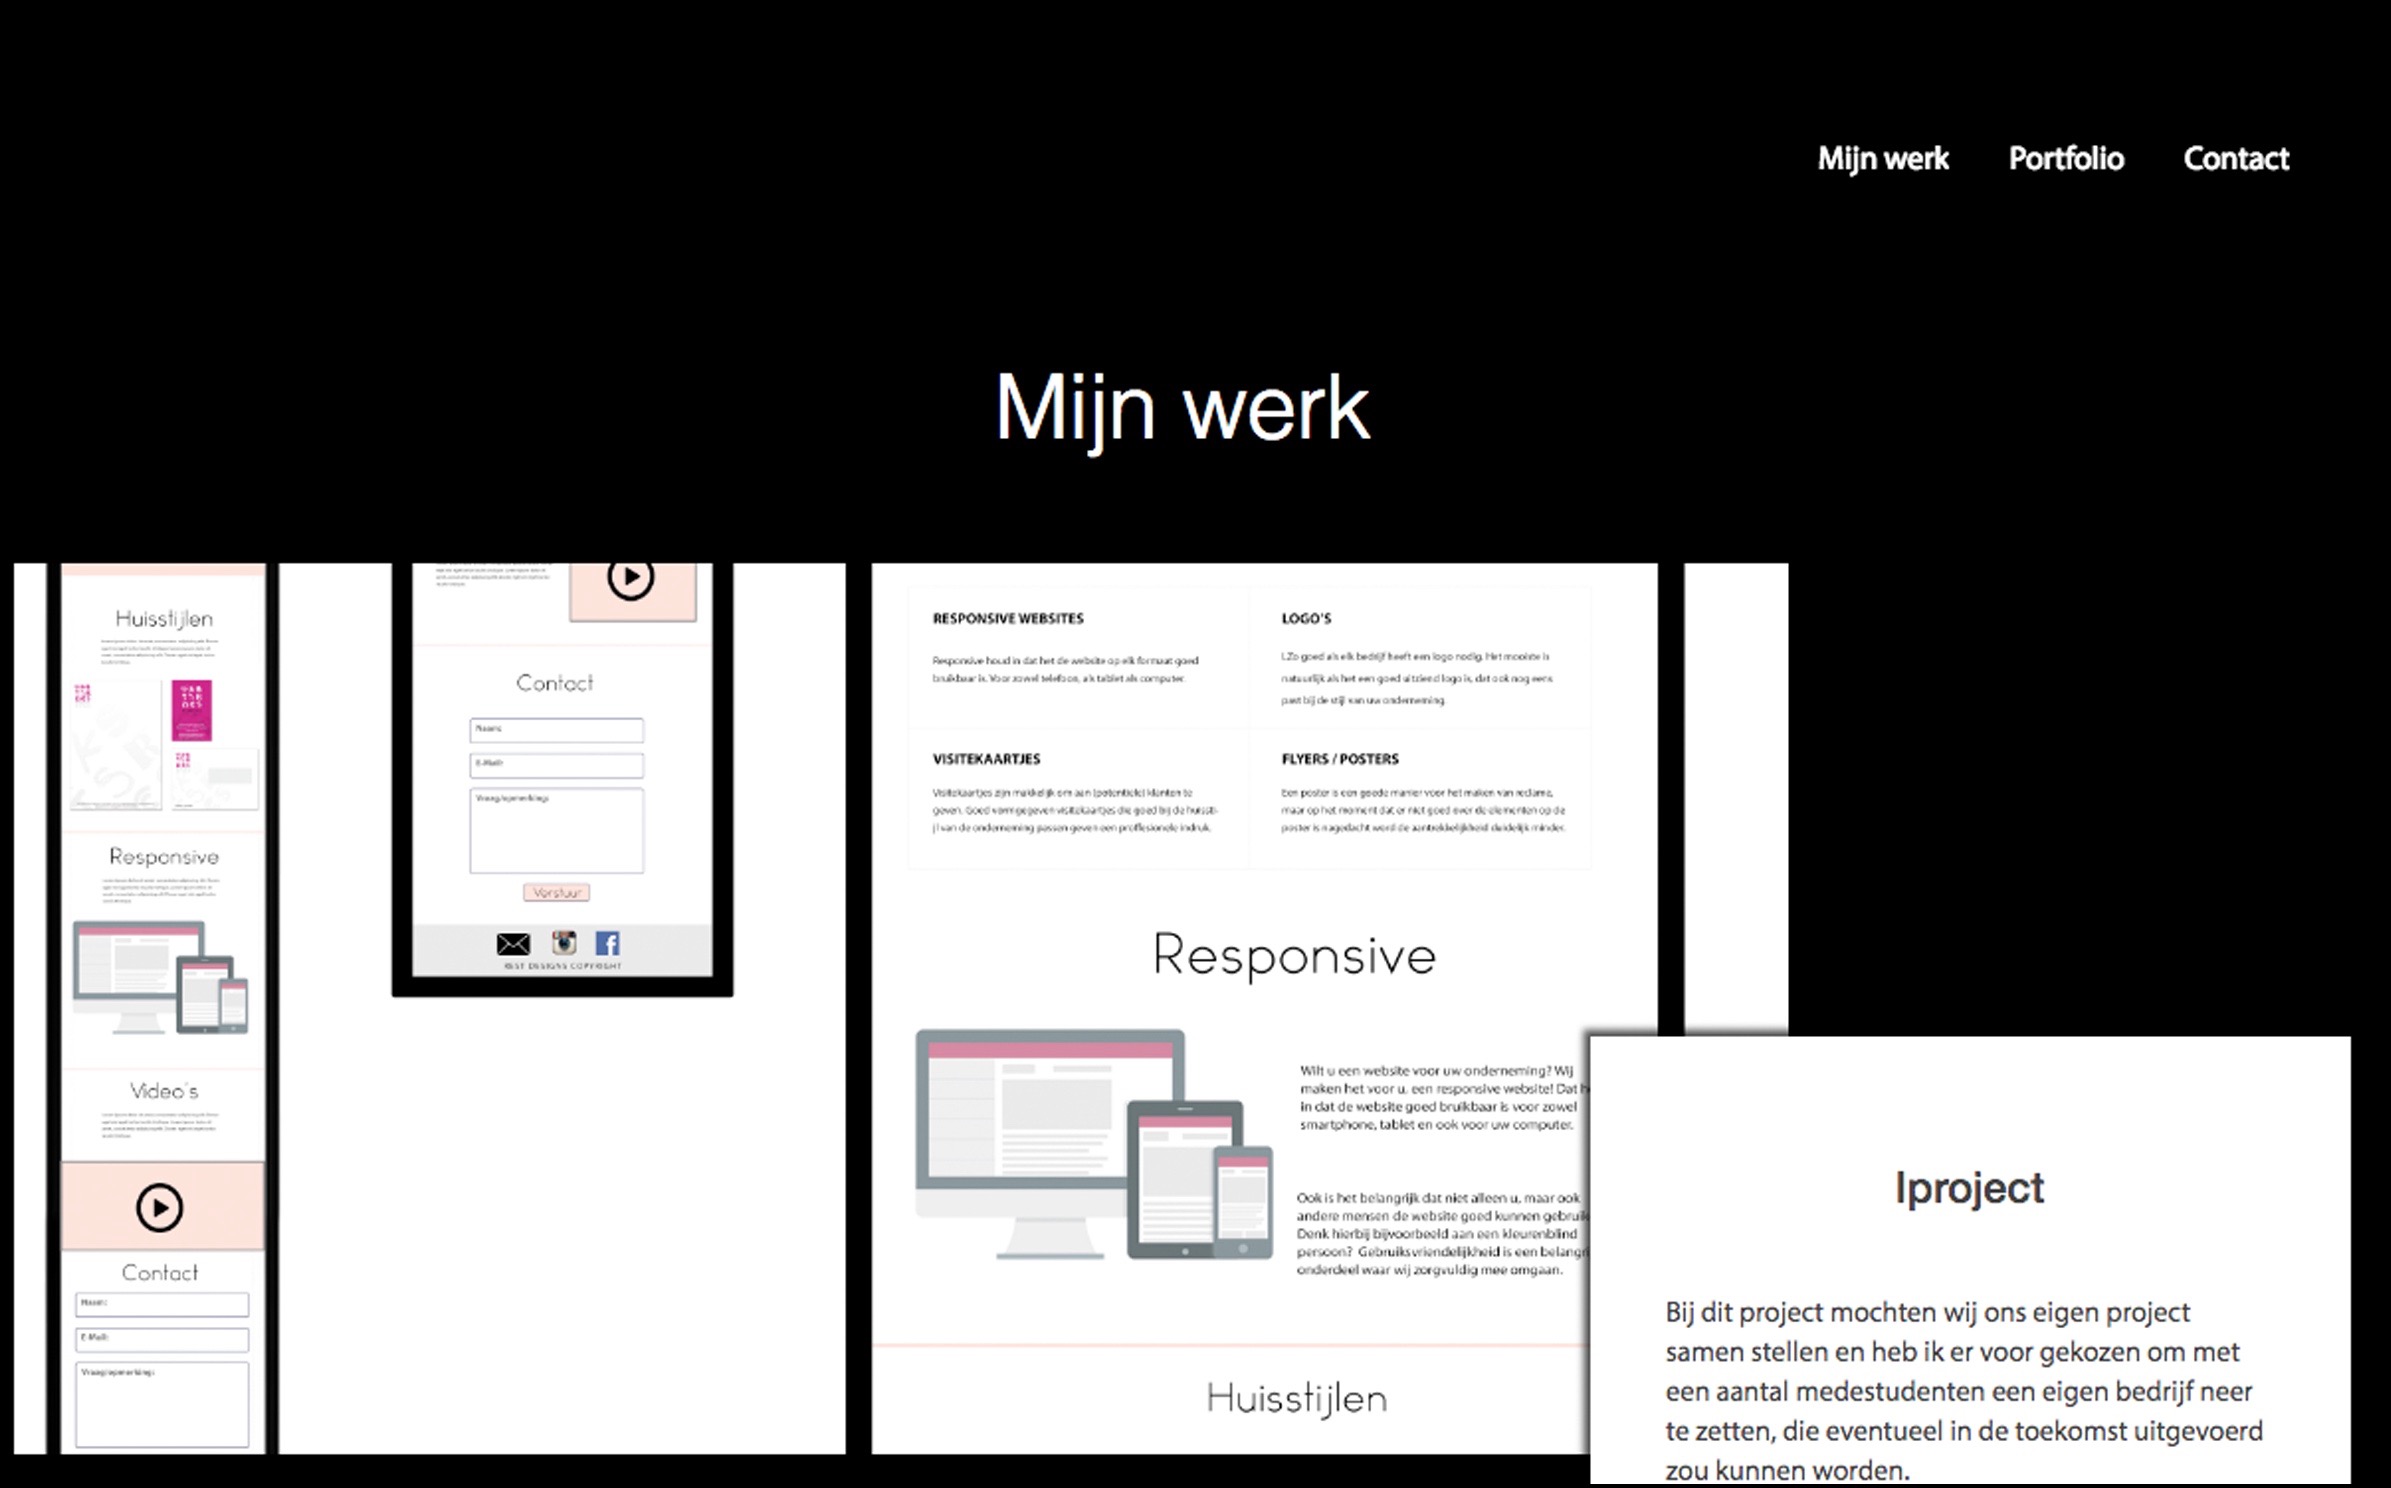 Mijn werk
Portfolio
Contact
Mijn werk
Huisstijlen
Responsive
Video's
Contact
Naam:
E-Mail:
Vraag/opmerking:
Contact
Naam:
E-Mail:
Vraag/opmerking:
Verstuur
BEST DESIGNS COPYRIGHT
RESPONSIVE WEBSITES
Responsive houd in dat het de website op elk formaat goed
bruikbaar is. Voor zowel telefoon, als tablet als computer.
LOGO'S
LZo goed als elk bedrijf heeft een logo nodig. Het mooiste is
natuurlijk als het een goed uitziend logo is, dat ook nog eens
past bij de stijl van uw onderneming.
VISITEKAARTJES
Visitekaartjes zijn makkelijk om aan (potentiele) klanten te
geven. Goed vormgegeven visitekaartjes die goed bij de huissti-
jl van de onderneming passen geven een proffesionele indruk.
FLYERS / POSTERS
Een poster is een goede manier voor het maken van reclame,
maar op het moment dat er niet goed over de elementen op de
poster is nagedacht word de aantrekkelijkheid duidelijk minder.
Responsive
Wilt u een website voor uw onderneming? Wij
maken het voor u, een responsive website! Dat h
in dat de website goed bruikbaar is voor zowel
smartphone, tablet en ook voor uw computer.
Ook is het belangrijk dat niet alleen u, maar ook
andere mensen de website goed kunnen gebruike
Denk hierbij bijvoorbeeld aan een kleurenblind
persoon? Gebruiksvriendelijkheid is een belangri
onderdeel waar wij zorgvuldig mee omgaan.
Huisstijlen
Iproject
Bij dit project mochten wij ons eigen project
samen stellen en heb ik er voor gekozen om met
een aantal medestudenten een eigen bedrijf neer
te zetten, die eventueel in de toekomst uitgevoerd
zou kunnen worden.